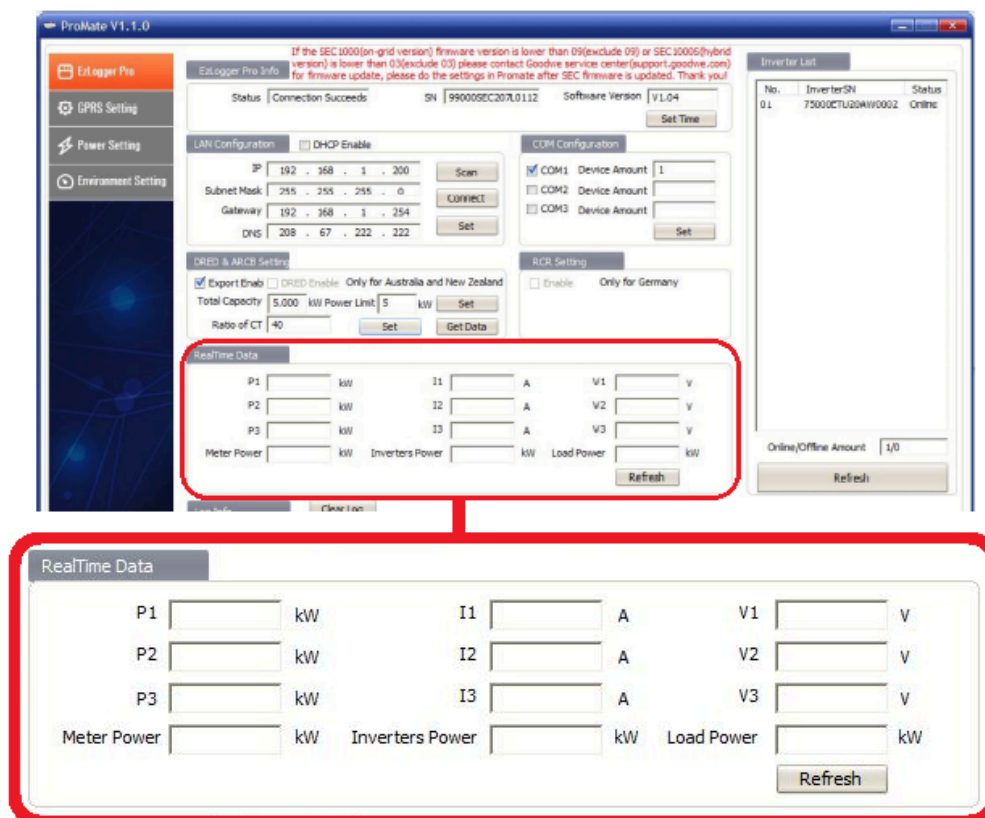 ProMate V1.1.0
If the SEC1000(on-grid version) firmware version is lower than 09(exclude 09) or SEC1000S(hybrid
version) is lower than 03(exclude 03) please contact Goodwe service center(support.goodwe.com)
for firmware update, please do the settings in Promate after SEC firmware is updated. Thank you!
EzLogger Pro
GPRS Setting
Power Setting
Environment Setting
EzLogger Pro Info
Status Connection Succeeds SN 99000SEC207L0112 Software Version V1.04
Set Time
LAN Configuration DHCP Enable
IP 192 . 168 . 1 . 200 Scan
Subnet Mask 255 . 255 . 255 . 0 Connect
Gateway 192 . 168 . 1 . 254
DNS 208 . 67 . 222 . 222 Set
COM Configuration
COM1 Device Amount 1
COM2 Device Amount
COM3 Device Amount
Set
DRED & ARCB Setting
Export Enab DRED Enable Only for Australia and New Zealand
Total Capacity 5.000 kW Power Limit 5 kW Set
Ratio of CT 40 Set Get Data
RCR Setting
Enable Only for Germany
RealTime Data
P1 kW I1 A V1 V
P2 kW I2 A V2 V
P3 kW I3 A V3 V
Meter Power kW Inverters Power kW Load Power kW
Refresh
Log Info Clear Log
Inverter List
No. InverterSN Status
01 75000ETU20AW0002 Online
Online/Offline Amount 1/0
Refresh
RealTime Data
P1 kW I1 A V1 V
P2 kW I2 A V2 V
P3 kW I3 A V3 V
Meter Power kW Inverters Power kW Load Power kW
Refresh